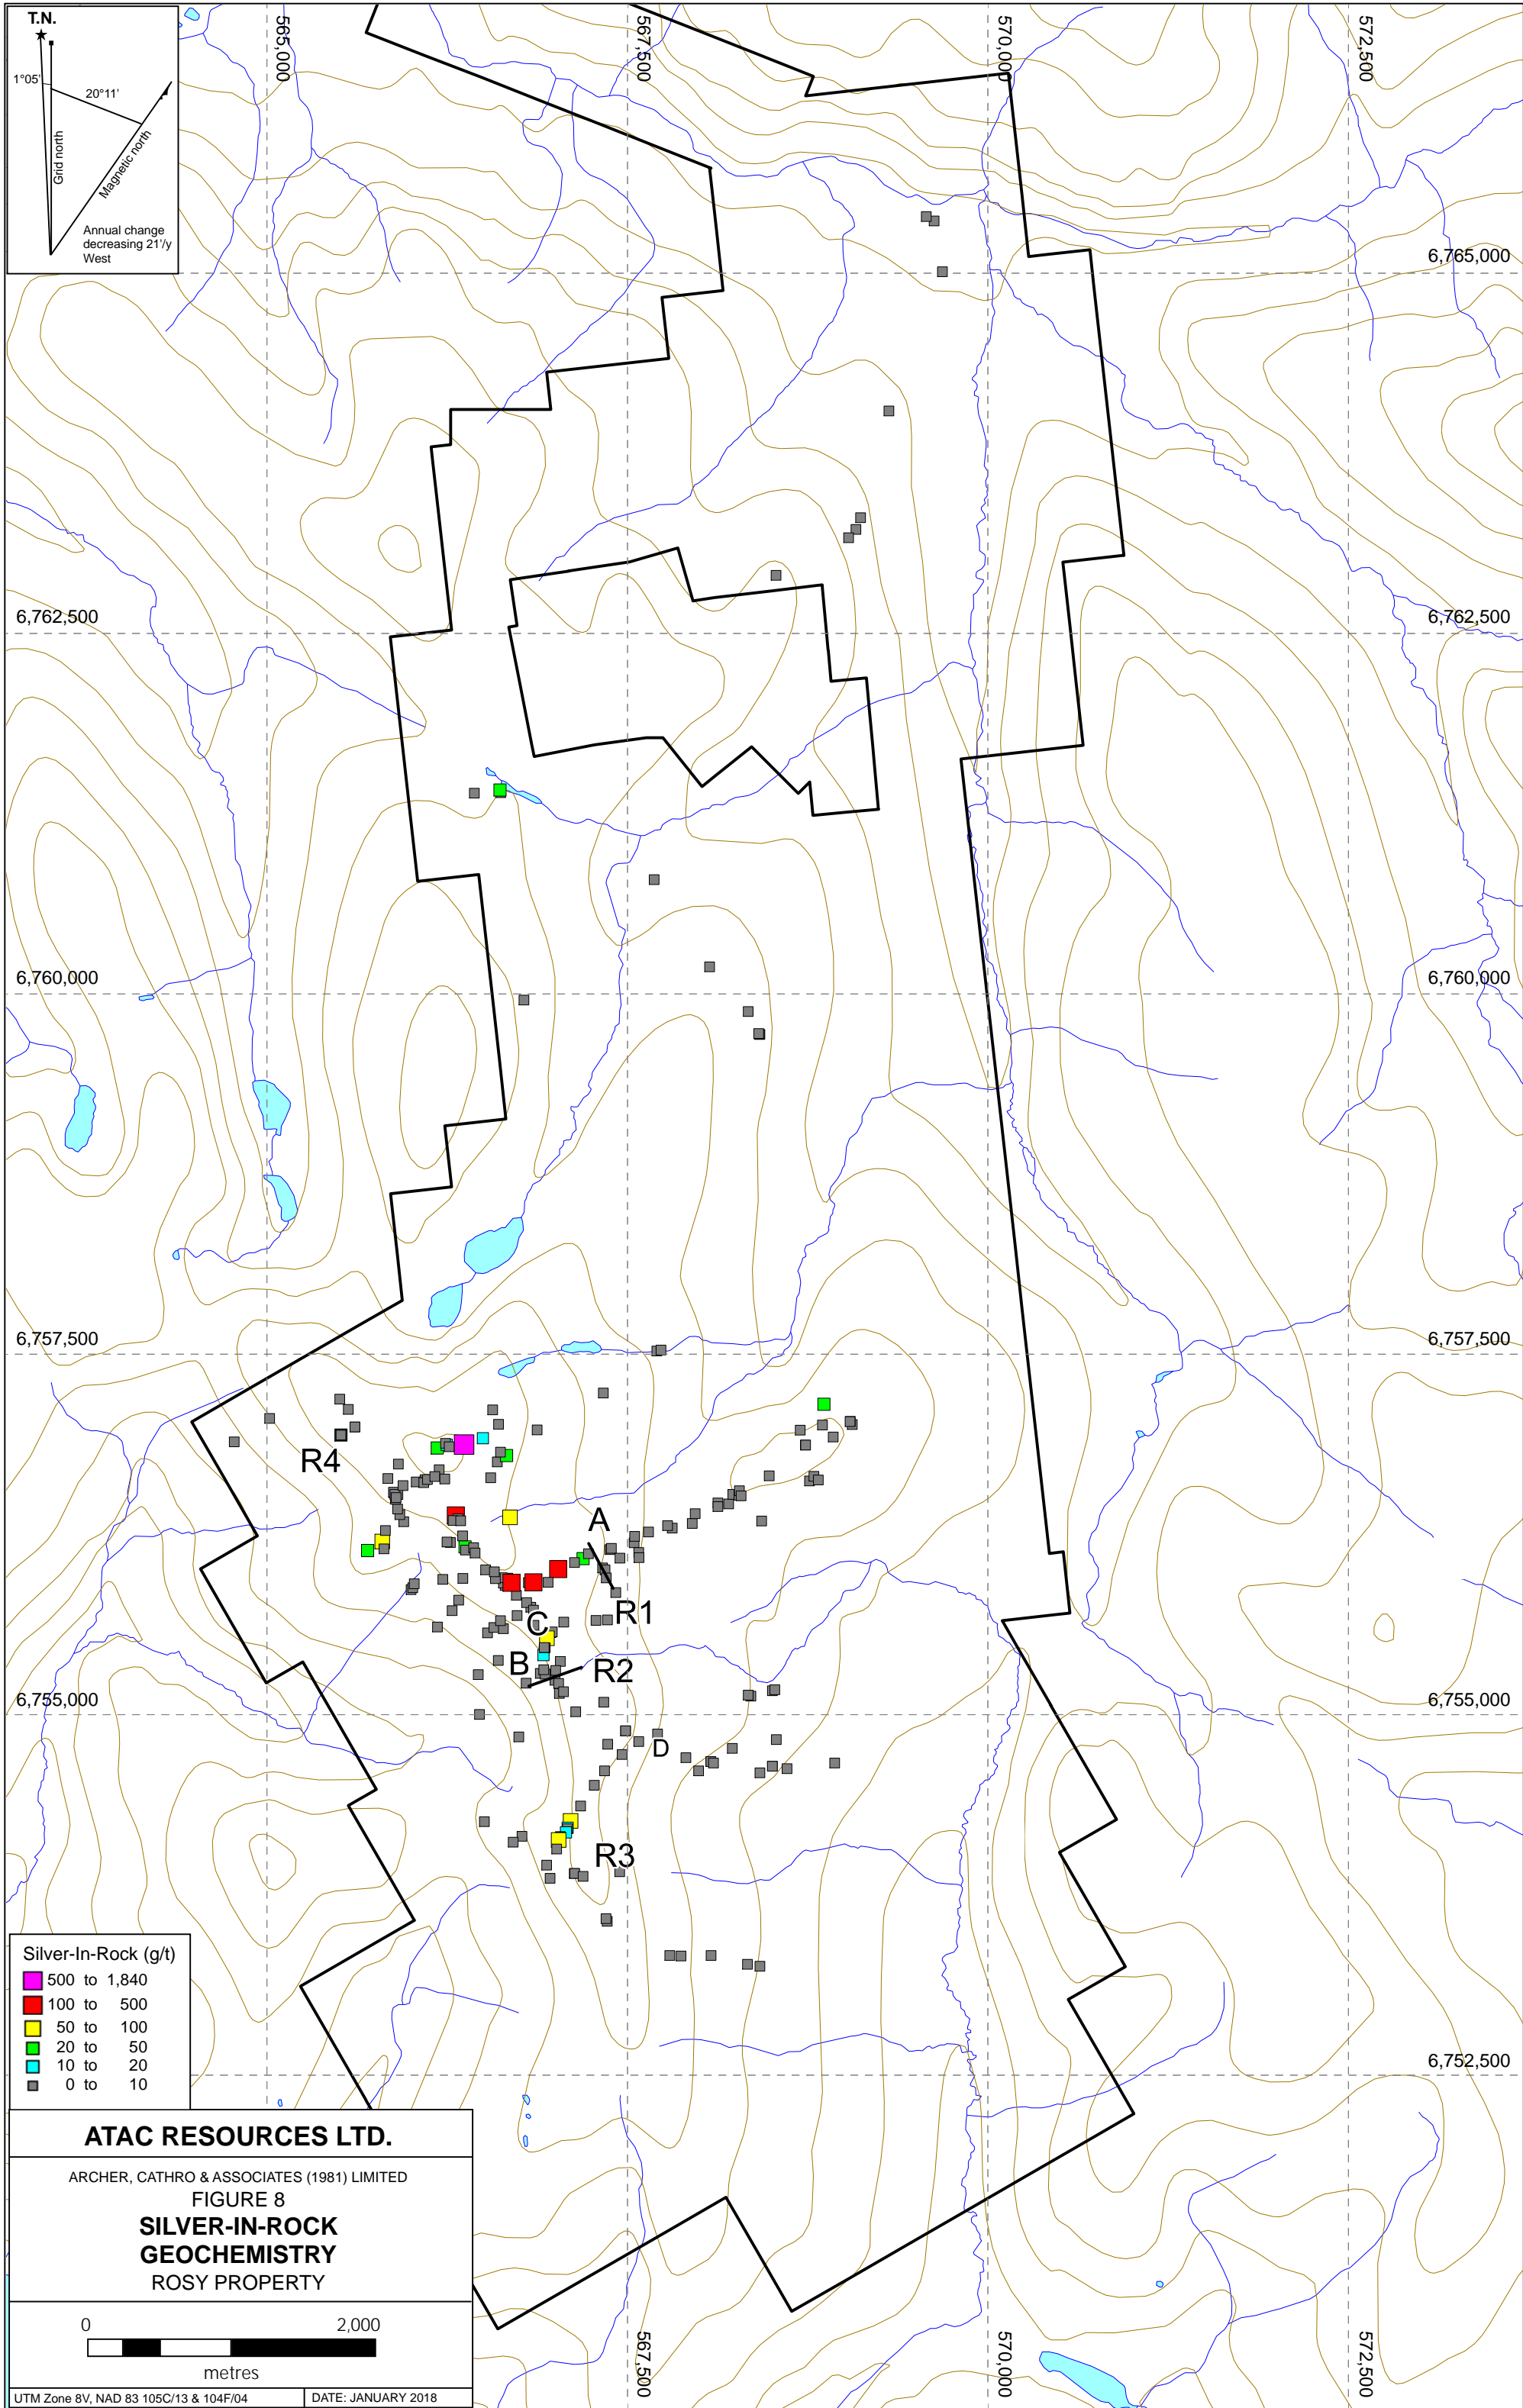 T.N.
1°05'
20°11'
Grid north
Magnetic north
Annual change
decreasing 21'/y
West
565,000
567,500
570,000
572,500
6,765,000
6,762,500
6,762,500
6,760,000
6,760,000
6,757,500
6,757,500
R4
A
R1
C
B
R2
6,755,000
6,755,000
D
R3
Silver-In-Rock (g/t)
500 to 1,840
100 to 500
50 to 100
20 to 50
10 to 20
0 to 10
6,752,500
ATAC RESOURCES LTD.
ARCHER, CATHRO & ASSOCIATES (1981) LIMITED
FIGURE 8
SILVER-IN-ROCK
GEOCHEMISTRY
ROSY PROPERTY
0 2,000
metres
UTM Zone 8V, NAD 83 105C/13 & 104F/04 DATE: JANUARY 2018
567,500
570,000
572,500